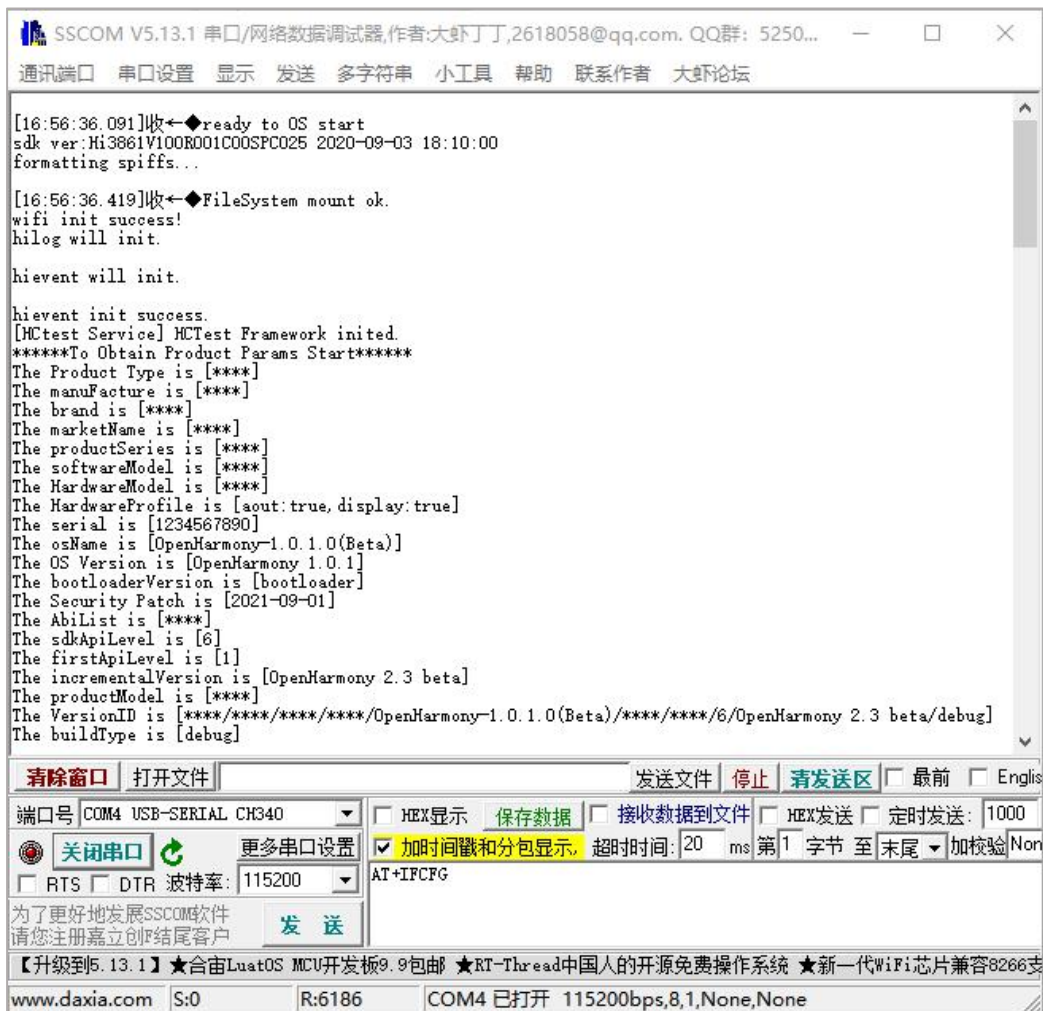 SSCOM V5.13.1 串口/网络数据调试器,作者:大虾丁丁,2618058@qq.com. QQ群: 5250...
通讯端口 串口设置 显示 发送 多字符串 小工具 帮助 联系作者 大虾论坛
[16:56:36.091]收←◆ready to OS start
sdk ver:Hi3861V100R001C00SPC025 2020-09-03 18:10:00
formatting spiffs...
[16:56:36.419]收←◆FileSystem mount ok.
wifi init success!
hilog will init.
hievent will init.
hievent init success.
[HCtest Service] HCTest Framework inited.
******To Obtain Product Params Start******
The Product Type is [****]
The manuFacture is [****]
The brand is [****]
The marketName is [****]
The productSeries is [****]
The softwareModel is [****]
The HardwareModel is [****]
The HardwareProfile is [aout:true,display:true]
The serial is [1234567890]
The osName is [OpenHarmony-1.0.1.0(Beta)]
The OS Version is [OpenHarmony 1.0.1]
The bootloaderVersion is [bootloader]
The Security Patch is [2021-09-01]
The AbiList is [****]
The sdkApiLevel is [6]
The firstApiLevel is [1]
The incrementalVersion is [OpenHarmony 2.3 beta]
The productModel is [****]
The VersionID is [****/****/****/****/OpenHarmony-1.0.1.0(Beta)/****/****/6/OpenHarmony 2.3 beta/debug]
The buildType is [debug]
清除窗口 打开文件 发送文件 停止 清发送区 最前 Englis
端口号 COM4 USB-SERIAL CH340 HEX显示 保存数据 接收数据到文件 HEX发送 定时发送: 1000
关闭串口 更多串口设置 加时间戳和分包显示, 超时时间: 20 ms 第1 字节 至 末尾 加校验 Non
RTS DTR 波特率: 115200 AT+IFCFG
为了更好地发展SSCOM软件
请您注册嘉立创F结尾客户 发 送
【升级到5.13.1】★合宙LuatOS MCU开发板9.9包邮 ★RT-Thread中国人的开源免费操作系统 ★新一代WiFi芯片兼容8266支
www.daxia.com S:0 R:6186 COM4 已打开 115200bps,8,1,None,None